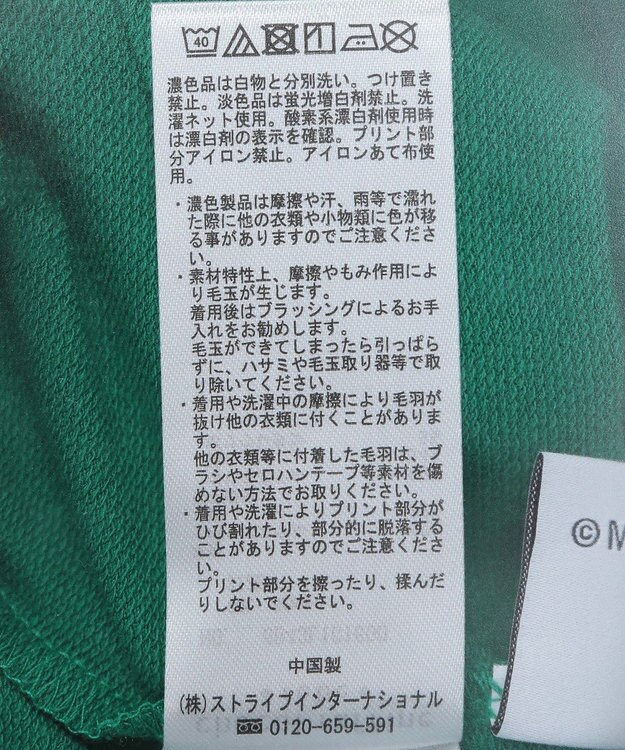 40
濃色品は白物と分別洗い。つけ置き
禁止。淡色品は蛍光増白剤禁止。洗
濯ネット使用。酸素系漂白剤使用時
は漂白剤の表示を確認。プリント部
分アイロン禁止。アイロンあて布使
用。
・濃色製品は摩擦や汗、雨等で濡れ
た際に他の衣類や小物類に色が移
る事がありますのでご注意くださ
い。
・素材特性上、摩擦やもみ作用によ
り毛玉が生じます。
着用後はブラッシングによるお手
入れをお勧めします。
毛玉ができてしまったら引っぱら
ずに、ハサミや毛玉取り器等で取
り除いてください。
・着用や洗濯中の摩擦により毛羽が
抜け他の衣類に付くことがありま
す。
他の衣類等に付着した毛羽は、ブ
ラシやセロハンテープ等素材を傷
めない方法でお取りください。
・着用や洗濯によりプリント部分が
ひび割れたり、部分的に脱落する
ことがありますのでご注意くださ
い。
プリント部分を擦ったり、揉んだ
りしないでください。
中国製
(株)ストライプインターナショナル
0120-659-591
©M